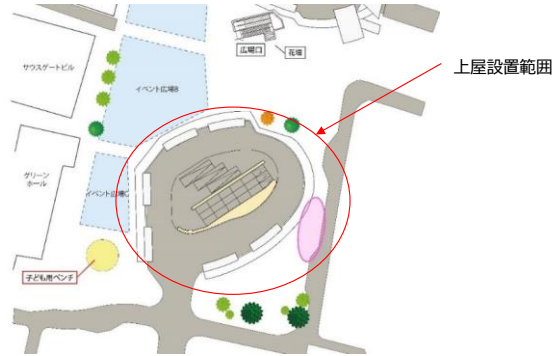 広場口
花壇
上屋設置範囲
サウスゲートビル
イベント広場B
グリーン
ホール
イベント広場C
子ども用ベンチ